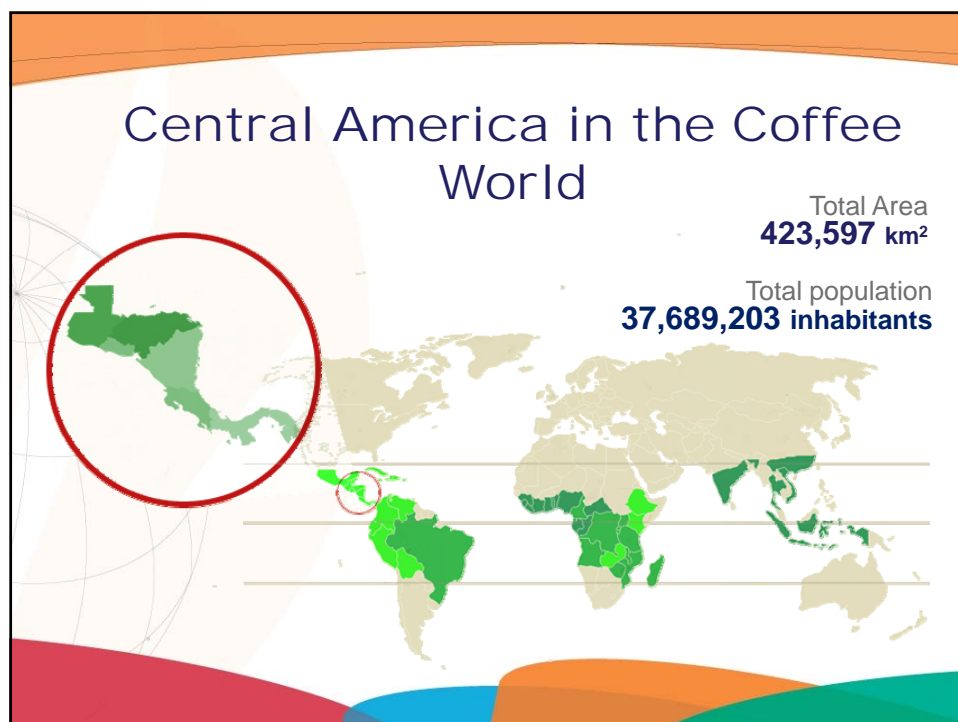 Central America in the Coffee
World
Total Area
423,597 km²
Total population
37,689,203 inhabitants